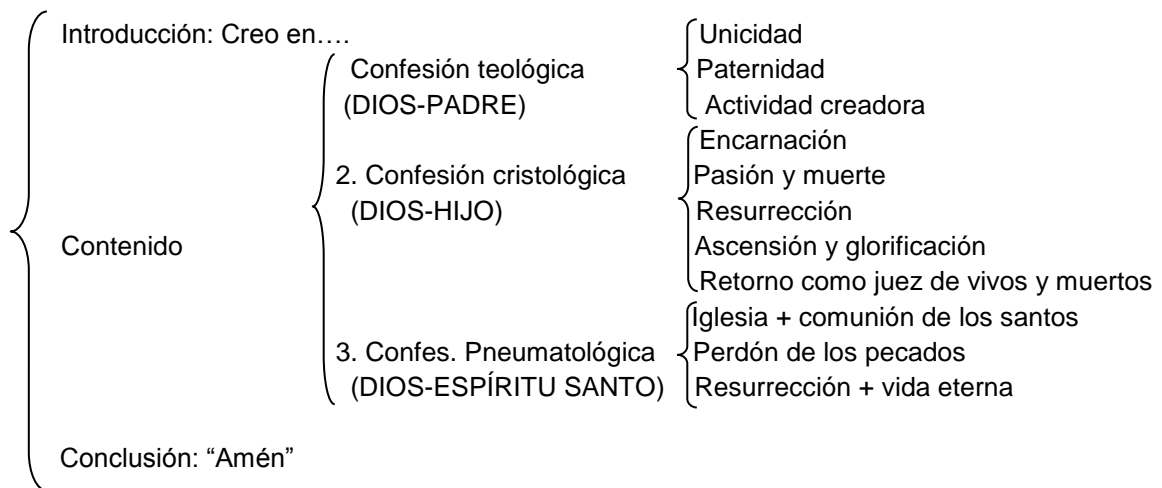 Introducción: Creo en….
Confesión teológica
(DIOS-PADRE)
Unicidad
Paternidad
Actividad creadora
Contenido
2. Confesión cristológica
(DIOS-HIJO)
Encarnación
Pasión y muerte
Resurrección
Ascensión y glorificación
Retorno como juez de vivos y muertos
3. Confes. Pneumatológica
(DIOS-ESPÍRITU SANTO)
Iglesia + comunión de los santos
Perdón de los pecados
Resurrección + vida eterna
Conclusión: “Amén”